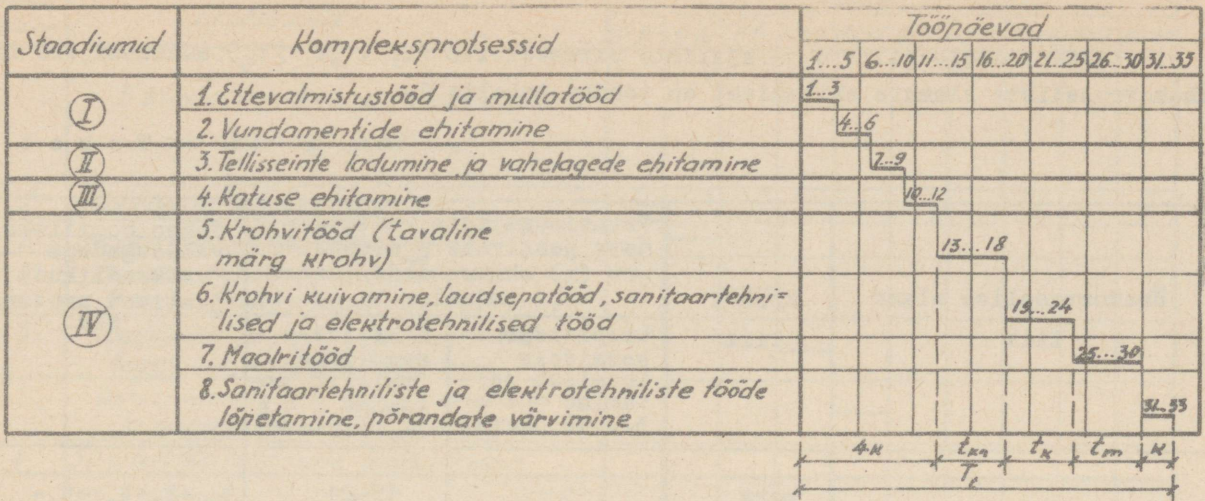 Staadiumid
Kompleksprotsessid
Tööpäevad
1...5 6...10 11...15 16...20 21...25 26...30 31...35
I
1. Ettevalmistustööd ja mullatööd
1...3
2. Vundamentide ehitamine
4...6
II
3. Tellisseinte ladumine ja vahelagede ehitamine
7...9
III
4. Katuse ehitamine
10...12
IV
5. Krohvitööd (tavaline
märg krohv)
13...18
6. Krohvi kuivamine, laudsepatööd, sanitaartehni=
lised ja elektrotehnilised tööd
19...24
7. Maalritööd
25...30
8. Sanitaartehniliste ja elektrotehniliste tööde
lõpetamine, põrandate värvimine
31...33
4k tkn tk tm k